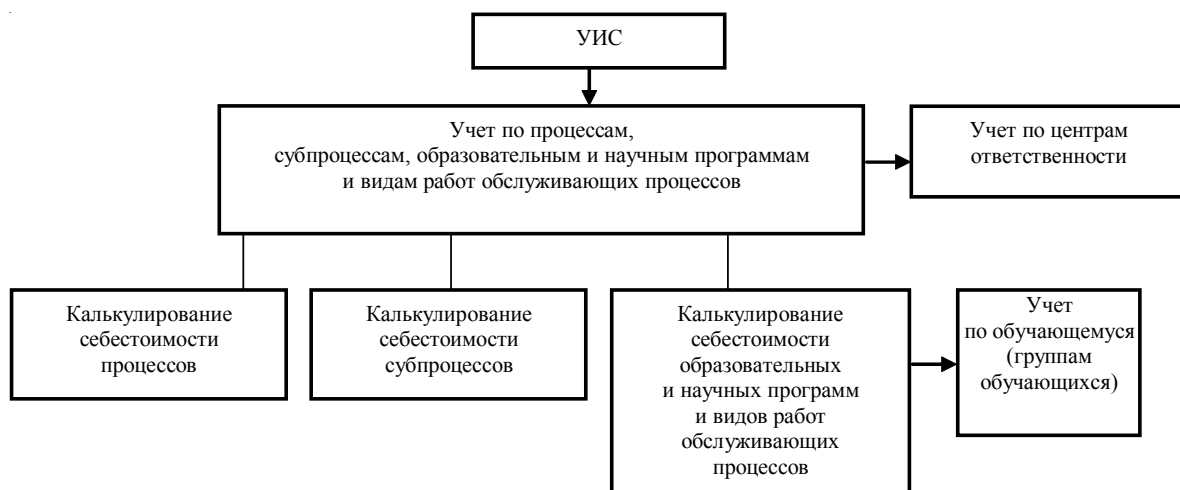 УИС
Учет по процессам,
субпроцессам, образовательным и научным программам
и видам работ обслуживающих процессов
Учет по центрам
ответственности
Калькулирование
себестоимости
процессов
Калькулирование
себестоимости
субпроцессов
Калькулирование
себестоимости
образовательных
и научных программ
и видов работ
обслуживающих
процессов
Учет
по обучающемуся
(группам
обучающихся)